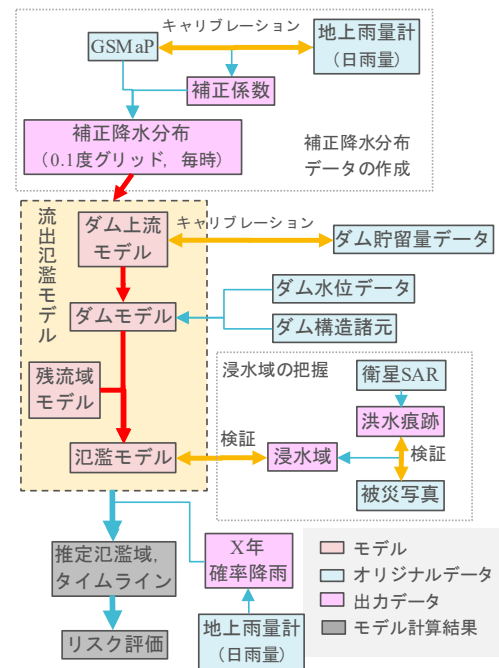 キャリブレーション
GSMaP
地上雨量計
(日雨量)
補正係数
補正降水分布
(0.1度グリッド，毎時)
補正降水分布
データの作成
流出氾濫モデル
ダム上流
モデル
キャリブレーション
ダム貯留量データ
ダムモデル
ダム水位データ
ダム構造諸元
残流域
モデル
氾濫モデル
浸水域の把握
衛星SAR
洪水痕跡
検証
浸水域
検証
被災写真
推定氾濫域，
タイムライン
リスク評価
X年
確率降雨
地上雨量計
(日雨量)
モデル
オリジナルデータ
出力データ
モデル計算結果